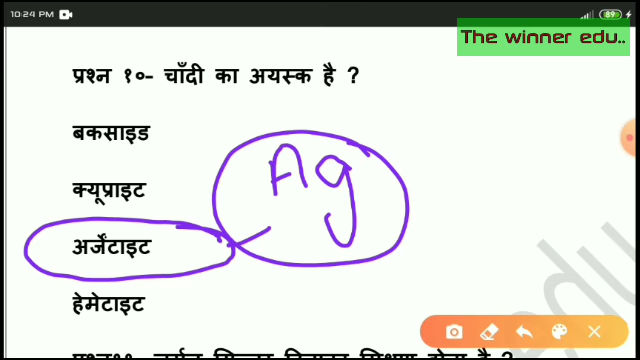 10:24 PM
89
The winner edu..
प्रश्न १०- चाँदी का अयस्क है ?
बकसाइड
क्यूप्राइट
Ag
अर्जेंटाइट
हेमेटाइट